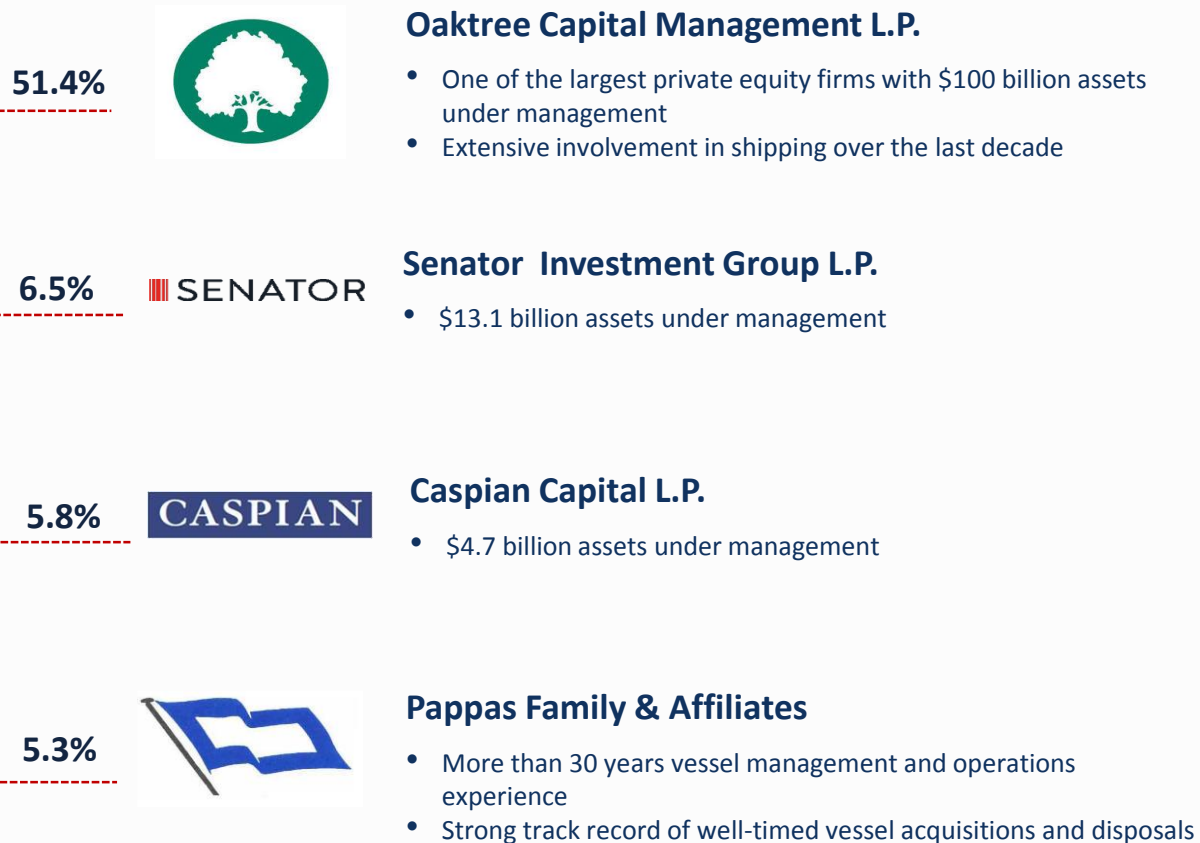 Oaktree Capital Management L.P.
51.4%
• One of the largest private equity firms with $100 billion assets
under management
• Extensive involvement in shipping over the last decade
Senator Investment Group L.P.
6.5%
SENATOR
• $13.1 billion assets under management
Caspian Capital L.P.
5.8%
CASPIAN
• $4.7 billion assets under management
Pappas Family & Affiliates
5.3%
• More than 30 years vessel management and operations
experience
• Strong track record of well-timed vessel acquisitions and disposals